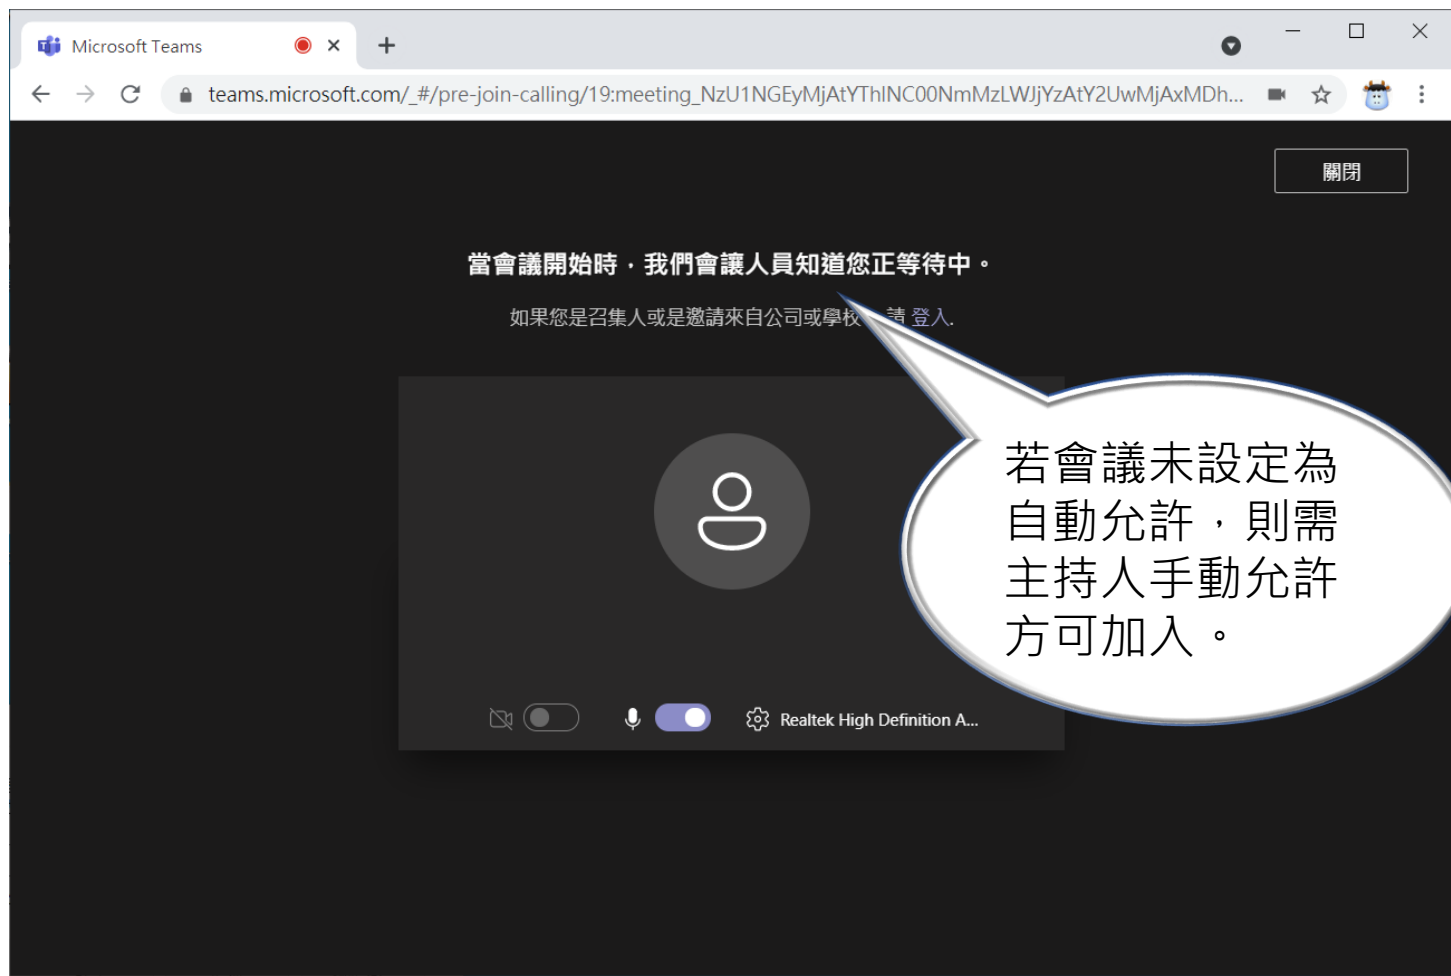 Microsoft Teams
teams.microsoft.com/_#/pre-join-calling/19:meeting_NzU1NGEyMjAtYThlNC00NmMzLWJjYzAtY2UwMjAxMDh...
關閉
當會議開始時，我們會讓人員知道您正等待中。
如果您是召集人或是邀請來自公司或學校 請 登入.
若會議未設定為
自動允許，則需
主持人手動允許
方可加入。
Realtek High Definition A...